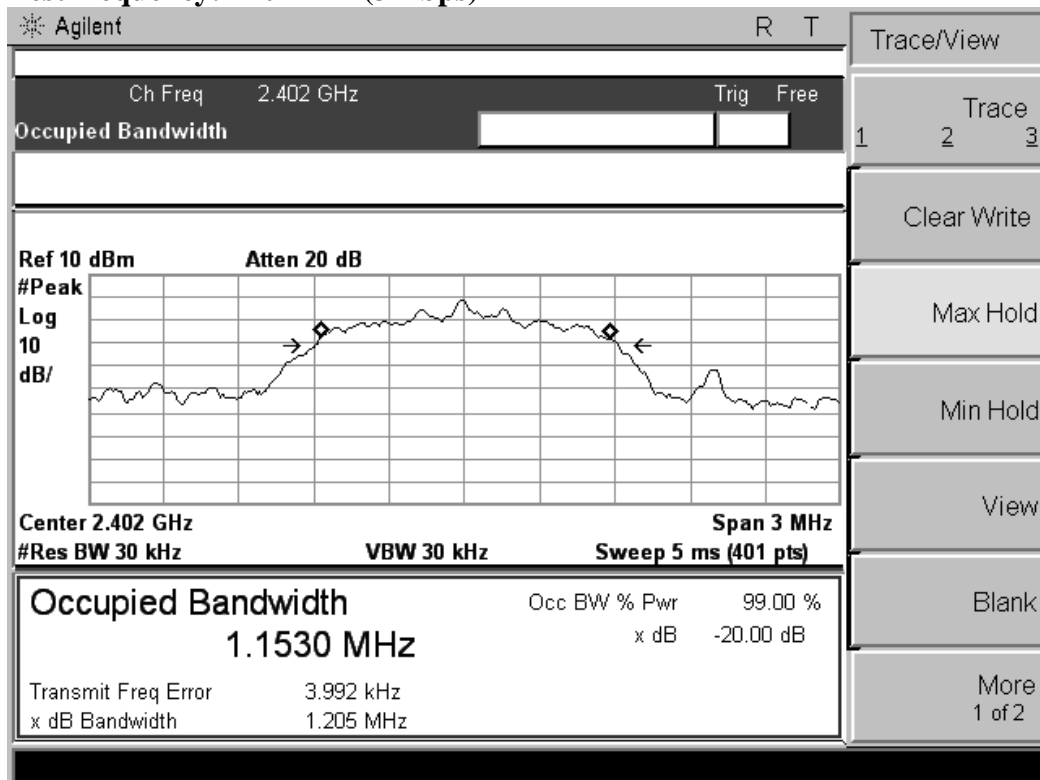 Agilent R T
Trace/View
Ch Freq 2.402 GHz Trig Free
Occupied Bandwidth
Trace
1 2 3
Clear Write
Ref 10 dBm Atten 20 dB
#Peak
Log
10
dB/
Max Hold
Min Hold
View
Center 2.402 GHz Span 3 MHz
#Res BW 30 kHz VBW 30 kHz Sweep 5 ms (401 pts)
Occupied Bandwidth
1.1530 MHz
Occ BW % Pwr 99.00 %
x dB -20.00 dB
Transmit Freq Error 3.992 kHz
x dB Bandwidth 1.205 MHz
Blank
More
1 of 2